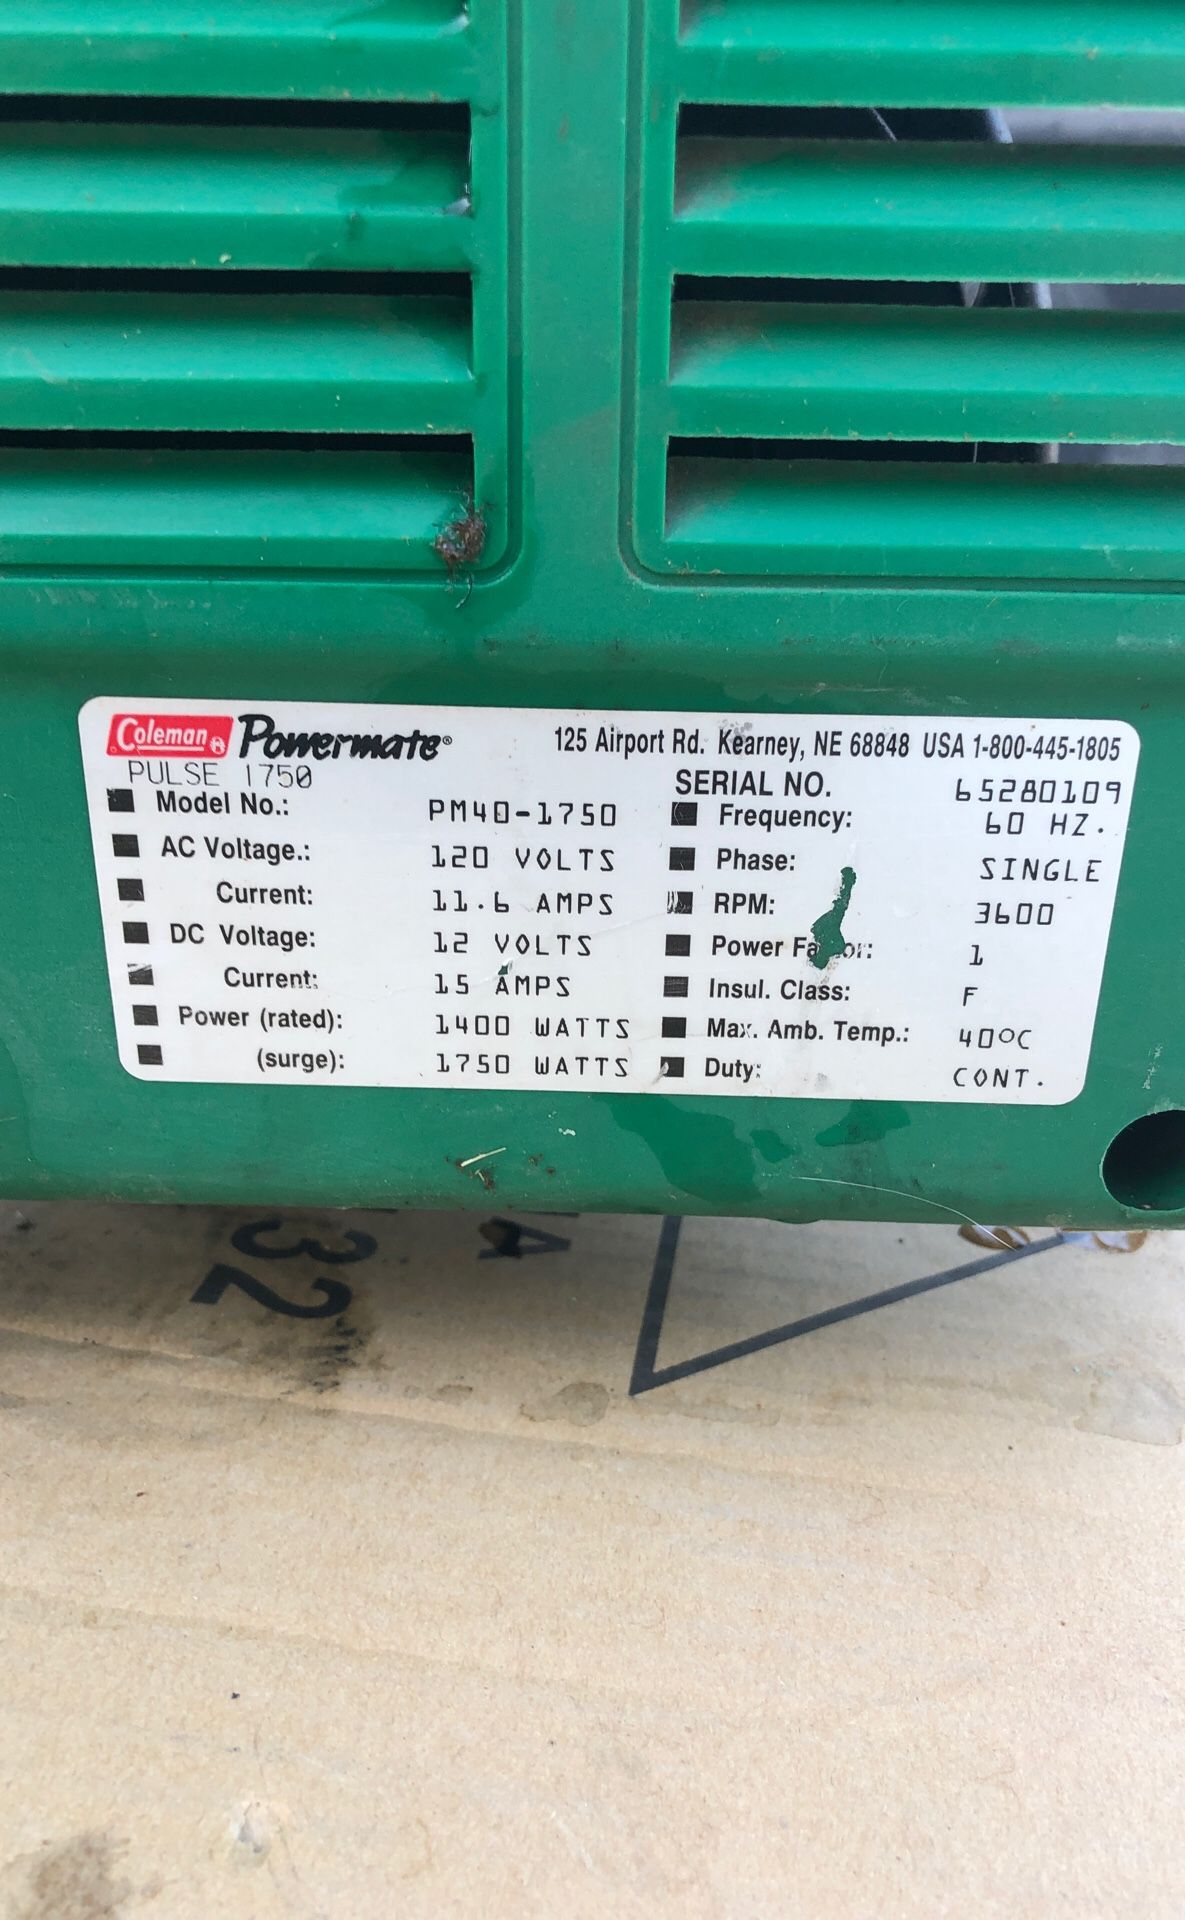 Coleman ® Powermate® 125 Airport Rd. Kearney, NE 68848 USA 1-800-445-1805
PULSE 1750 SERIAL NO. 65280109
Model No.: PM40-1750 Frequency: 60 HZ.
AC Voltage.: 120 VOLTS Phase: SINGLE
Current: 11.6 AMPS RPM: 3600
DC Voltage: 12 VOLTS Power 1
Current: 15 AMPS Insul. Class: F
Power (rated): 1400 WATTS Max. Amb. Temp.: 40°C
(surge): 1750 WATTS Duty: CONT.
32